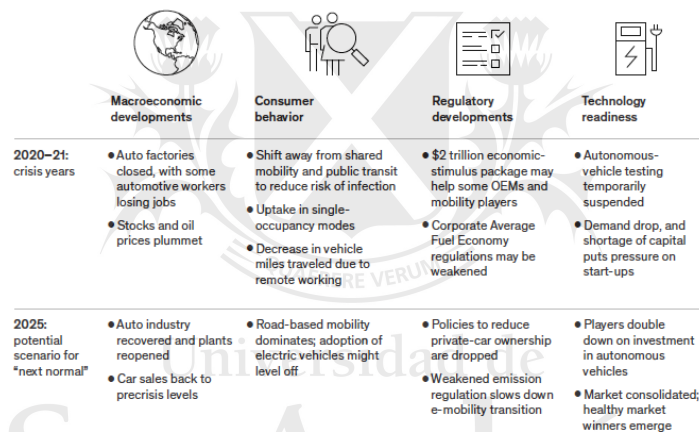 Macroeconomic
developments
Consumer
behavior
Regulatory
developments
Technology
readiness
2020–21:
crisis years
• Auto factories
closed, with some
automotive workers
losing jobs
• Stocks and oil
prices plummet
• Shift away from shared
mobility and public transit
to reduce risk of infection
• Uptake in single-
occupancy modes
• Decrease in vehicle
miles traveled due to
remote working
• $2 trillion economic-
stimulus package may
help some OEMs and
mobility players
• Corporate Average
Fuel Economy
regulations may be
weakened
• Autonomous-
vehicle testing
temporarily
suspended
• Demand drop, and
shortage of capital
puts pressure on
start-ups
2025:
potential
scenario for
“next normal”
• Auto industry
recovered and plants
reopened
• Car sales back to
precrisis levels
• Road-based mobility
dominates; adoption of
electric vehicles might
level off
• Policies to reduce
private-car ownership
are dropped
• Weakened emission
regulation slows down
e-mobility transition
• Players double
down on investment
in autonomous
vehicles
• Market consolidated;
healthy market
winners emerge
VERUM
Universidad de